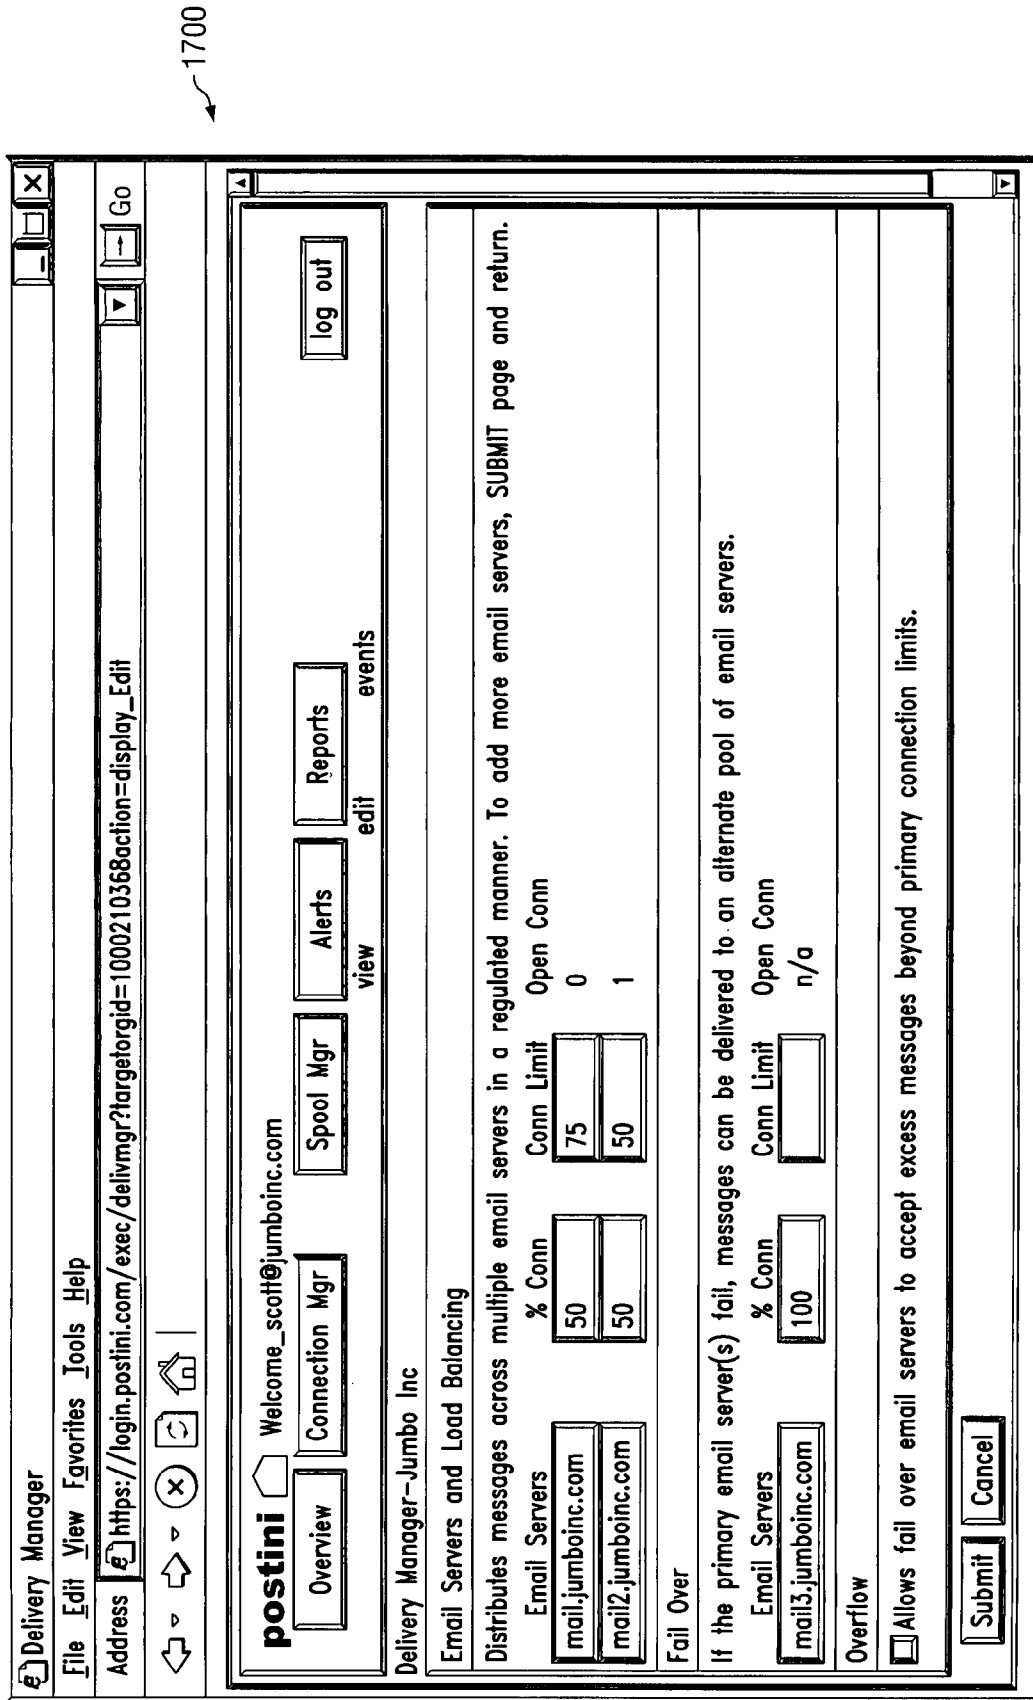 1700
Delivery Manager
File Edit View Favorites Tools Help
Address https://login.postini.com/exec/delivmgr?targetorgid=100021036&action=display_Edit Go
postini Welcome_scott@jumboinc.com
Overview Connection Mgr Spool Mgr Alerts Reports log out
view edit events
Delivery Manager-Jumbo Inc
Email Servers and Load Balancing
Distributes messages across multiple email servers in a regulated manner. To add more email servers, SUBMIT page and return.
Email Servers % Conn Conn Limit Open Conn
mail.jumboinc.com 50 75 0
mail2.jumboinc.com 50 50 1
Fail Over
If the primary email server(s) fail, messages can be delivered to an alternate pool of email servers.
Email Servers % Conn Conn Limit Open Conn
mail3.jumboinc.com 100 n/a
Overflow
Allows fail over email servers to accept excess messages beyond primary connection limits.
Submit Cancel